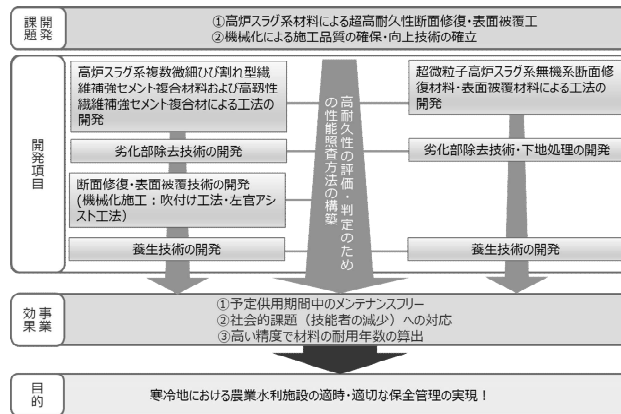 開発課題
①高炉スラグ系材料による超高耐久性断面修復・表面被覆工
②機械化による施工品質の確保・向上技術の確立
開発項目
高炉スラグ系複数微細ひび割れ型繊
維補強セメント複合材料および高靭性
繊維補強セメント複合材による工法の
開発
劣化部除去技術の開発
断面修復・表面被覆技術の開発
(機械化施工：吹付け工法・左官アシ
スト工法)
養生技術の開発
高耐久性の評価・判定のため
の性能照査方法の構築
超微粒子高炉スラグ系無機系断面修
復材料・表面被覆材料による工法の
開発
劣化部除去技術・下地処理の開発
養生技術の開発
事業効果
①予定供用期間中のメンテナンスフリー
②社会的課題（技能者の減少）への対応
③高い精度で材料の耐用年数の算出
目的
寒冷地における農業水利施設の適時・適切な保全管理の実現！